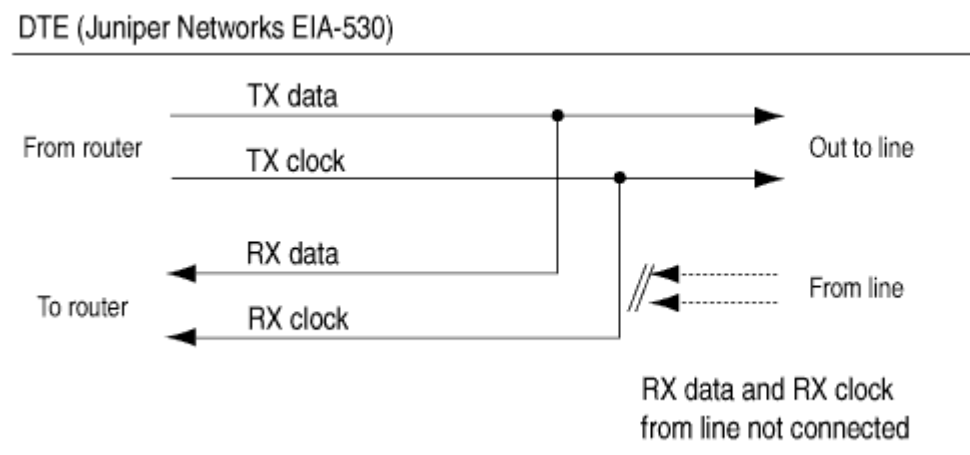 DTE (Juniper Networks EIA-530)
TX data
From router
Out to line
TX clock
RX data
To router
From line
RX clock
RX data and RX clock
from line not connected